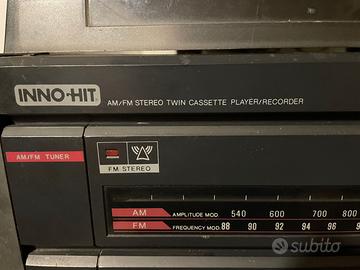 INNO-HIT
AM/FM STEREO TWIN CASSETTE PLAYER/RECORDER
AM/FM TUNER
FM STEREO
AM AMPLITUDE MOD. 540 600 700 800
FM FREQUENCY MOD. 88 90 92 94 96
subito